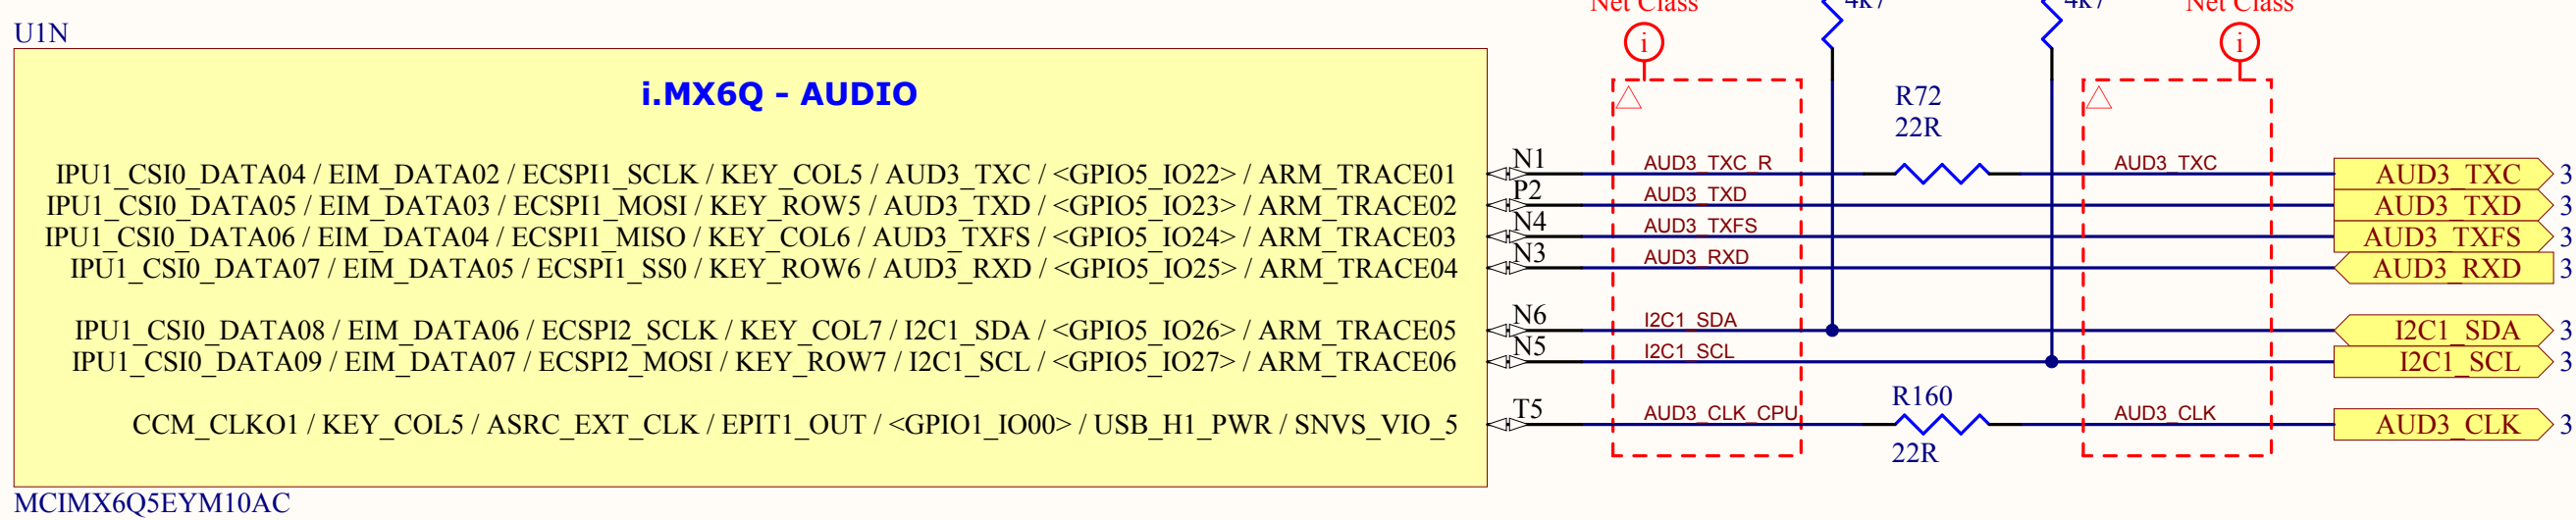 Net Class
4k7
4k7
Net Class
U1N
i
i
i.MX6Q - AUDIO
R72
22R
IPU1_CSI0_DATA04 / EIM_DATA02 / ECSPI1_SCLK / KEY_COL5 / AUD3_TXC / <GPIO5_IO22> / ARM_TRACE01 N1 AUD3_TXC_R AUD3_TXC AUD3_TXC 3
IPU1_CSI0_DATA05 / EIM_DATA03 / ECSPI1_MOSI / KEY_ROW5 / AUD3_TXD / <GPIO5_IO23> / ARM_TRACE02 P2 AUD3_TXD AUD3_TXD 3
IPU1_CSI0_DATA06 / EIM_DATA04 / ECSPI1_MISO / KEY_COL6 / AUD3_TXFS / <GPIO5_IO24> / ARM_TRACE03 N4 AUD3_TXFS AUD3_TXFS 3
IPU1_CSI0_DATA07 / EIM_DATA05 / ECSPI1_SS0 / KEY_ROW6 / AUD3_RXD / <GPIO5_IO25> / ARM_TRACE04 N3 AUD3_RXD AUD3_RXD 3
IPU1_CSI0_DATA08 / EIM_DATA06 / ECSPI2_SCLK / KEY_COL7 / I2C1_SDA / <GPIO5_IO26> / ARM_TRACE05 N6 I2C1_SDA I2C1_SDA 3
IPU1_CSI0_DATA09 / EIM_DATA07 / ECSPI2_MOSI / KEY_ROW7 / I2C1_SCL / <GPIO5_IO27> / ARM_TRACE06 N5 I2C1_SCL I2C1_SCL 3
R160
CCM_CLKO1 / KEY_COL5 / ASRC_EXT_CLK / EPIT1_OUT / <GPIO1_IO00> / USB_H1_PWR / SNVS_VIO_5 T5 AUD3_CLK_CPU AUD3_CLK AUD3_CLK 3
22R
MCIMX6Q5EYM10AC